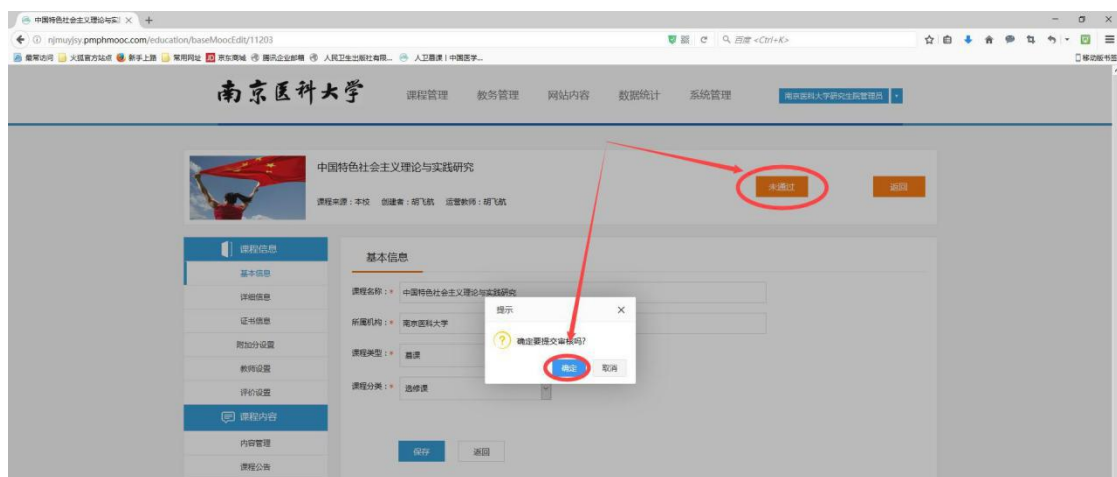 中国特色社会主义理论与实
njmuyjsy.pmphmooc.com/education/baseMoocEdit/11203
百度 <Ctrl+K>
最常访问 火狐官方站点 新手上路 常用网址 京东商城 腾讯企业邮箱 人民卫生出版社有限... 人卫慕课 | 中国医学... 移动版书签
南京医科大学 课程管理 教务管理 网站内容 数据统计 系统管理 南京医科大学研究生院管理员
中国特色社会主义理论与实践研究
未通过 返回
课程来源：本校 创建者：胡飞航 运营教师：胡飞航
课程信息
基本信息
详细信息
证书信息
附加分设置
教师设置
评价设置
课程内容
内容管理
课程公告
基本信息
课程名称：* 中国特色社会主义理论与实践研究
所属机构：* 南京医科大学
课程类型：* 慕课
课程分类：* 选修课
保存 返回
提示
确定要提交审核吗?
确定 取消